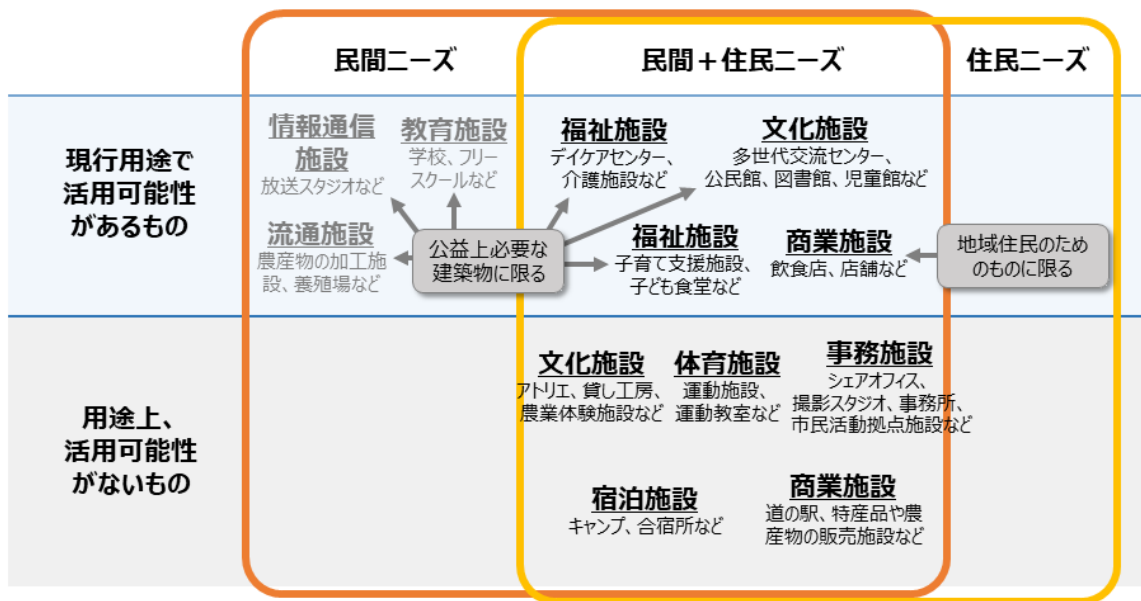 民間ニーズ
民間＋住民ニーズ
住民ニーズ
現行用途で
活用可能性
があるもの
情報通信
施設
放送スタジオなど
教育施設
学校、フリー
スクールなど
福祉施設
デイケアセンター、
介護施設など
文化施設
多世代交流センター、
公民館、図書館、児童館など
流通施設
農産物の加工施
設、養殖場など
公益上必要な
建築物に限る
福祉施設
子育て支援施設、
子ども食堂など
商業施設
飲食店、店舗など
地域住民のため
のものに限る
用途上、
活用可能性
がないもの
文化施設
アトリエ、貸し工房、
農業体験施設など
体育施設
運動施設、
運動教室など
事務施設
シェアオフィス、
撮影スタジオ、事務所、
市民活動拠点施設など
宿泊施設
キャンプ、合宿所など
商業施設
道の駅、特産品や農
産物の販売施設など